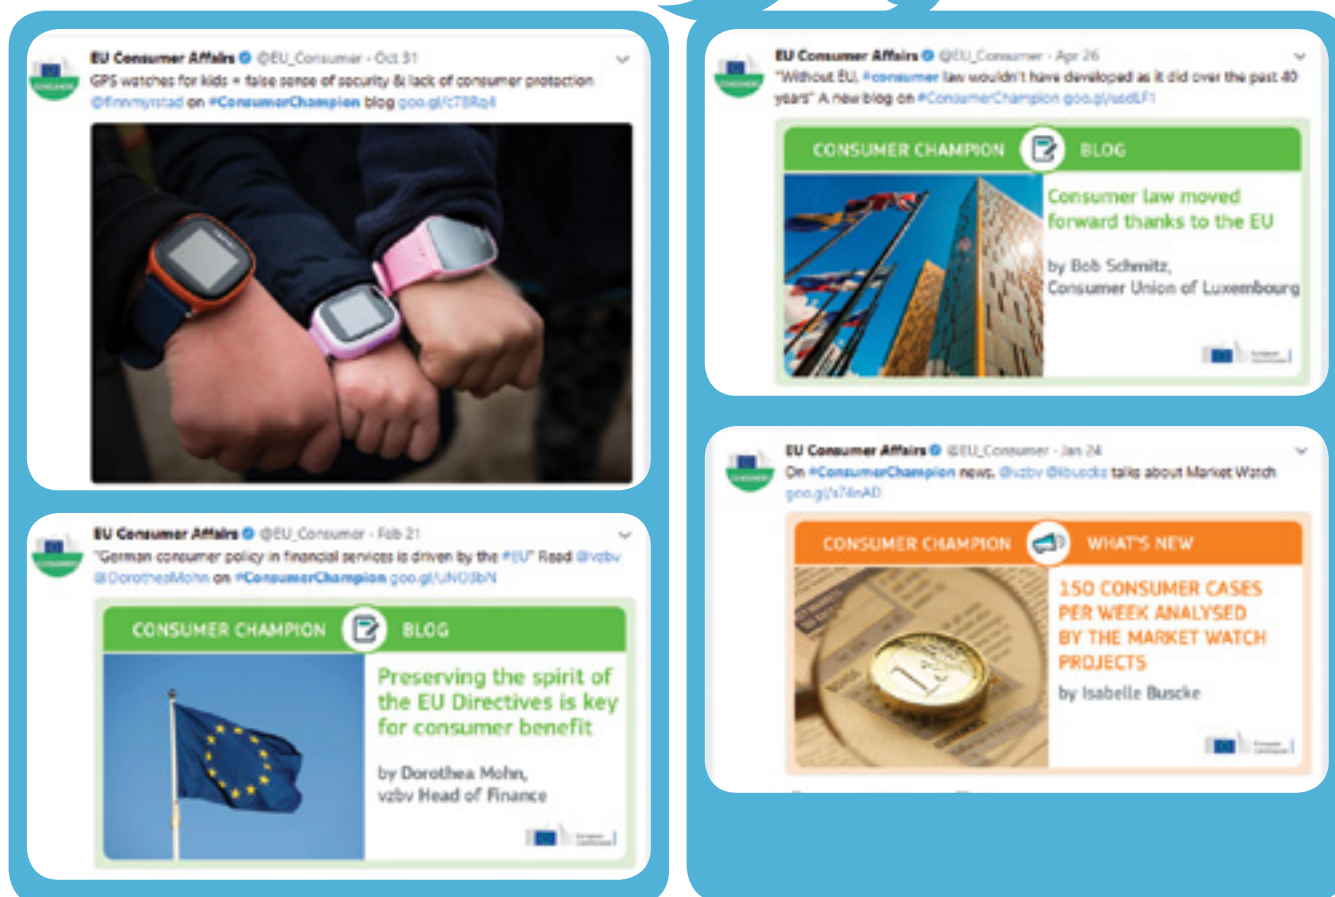 EU Consumer Affairs @EU_Consumer - Oct 31
GPS watches for kids = false sense of security & lack of consumer protection
@finnmyrstad on #ConsumerChampion blog
EU Consumer Affairs @EU_Consumer - Feb 21
"German consumer policy in financial services is driven by the #EU" Read @vzbv
@DorotheaMohn on #ConsumerChampion
CONSUMER CHAMPION BLOG
Preserving the spirit of
the EU Directives is key
for consumer benefit
by Dorothea Mohn,
vzbv Head of Finance
EU Consumer Affairs @EU_Consumer - Apr 26
"Without EU, #consumer law wouldn't have developed as it did over the past 40
years" A new blog on #ConsumerChampion
CONSUMER CHAMPION BLOG
Consumer law moved
forward thanks to the EU
by Bob Schmitz,
Consumer Union of Luxembourg
EU Consumer Affairs @EU_Consumer - Jan 24
On #ConsumerChampion news, @vzbv @ibuscke talks about Market Watch
CONSUMER CHAMPION WHAT'S NEW
150 CONSUMER CASES
PER WEEK ANALYSED
BY THE MARKET WATCH
PROJECTS
by Isabelle Buscke